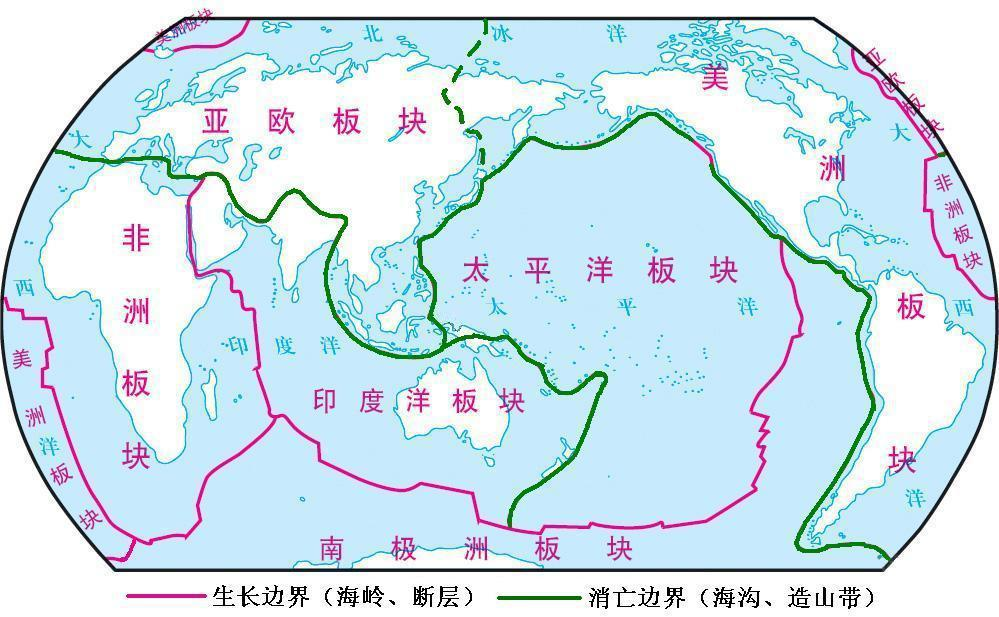 美洲板块
北冰洋
亚欧板块
美洲板块
亚欧板块
大西洋
大西洋
非洲板块
非洲板块
太平洋板块
太平洋
印度洋
印度洋板块
美洲板块
南极洲板块
生长边界（海岭、断层）
消亡边界（海沟、造山带）